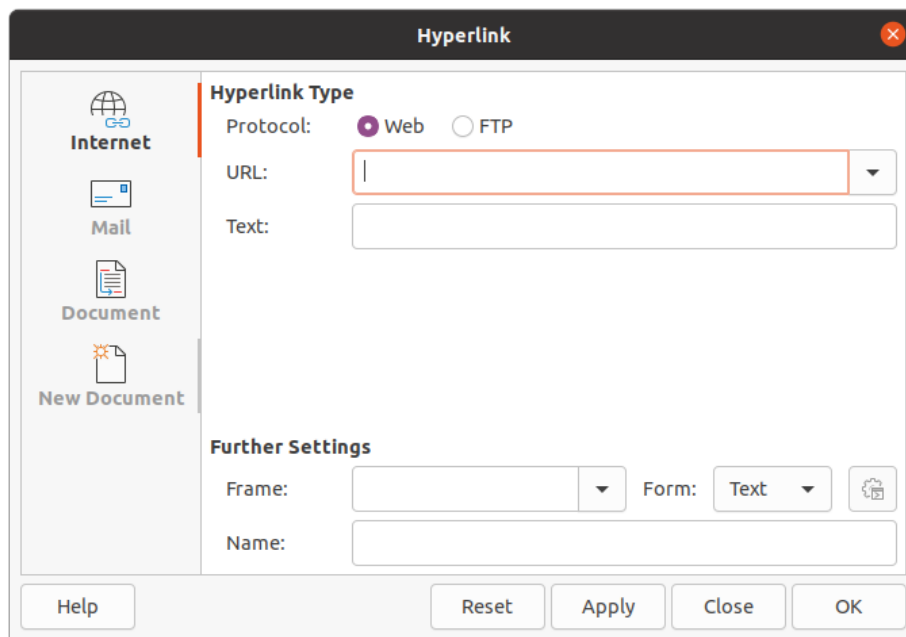 Hyperlink
Internet
Mail
Document
New Document
Hyperlink Type
Protocol: Web FTP
URL:
Text:
Further Settings
Frame: Form: Text
Name:
Help Reset Apply Close OK